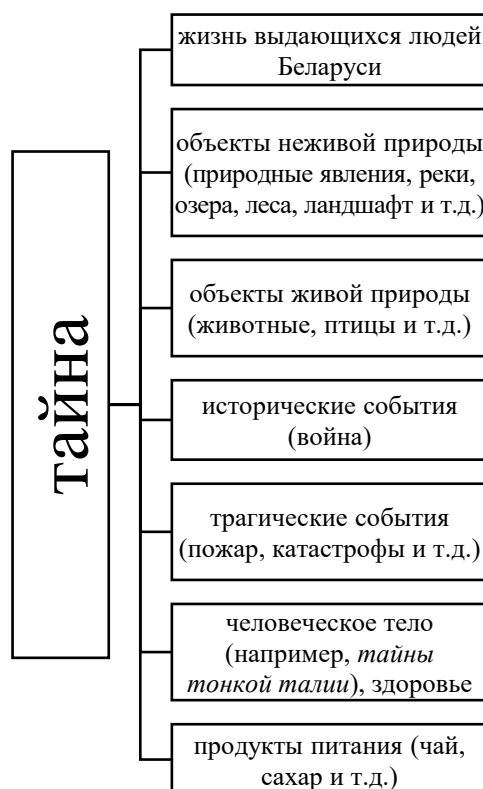 тайна
жизнь выдающихся людей
Беларуси
объекты неживой природы
(природные явления, реки,
озера, леса, ландшафт и т.д.)
объекты живой природы
(животные, птицы и т.д.)
исторические события
(война)
трагические события
(пожар, катастрофы и т.д.)
человеческое тело
(например, тайны
тонкой талии), здоровье
продукты питания (чай,
сахар и т.д.)